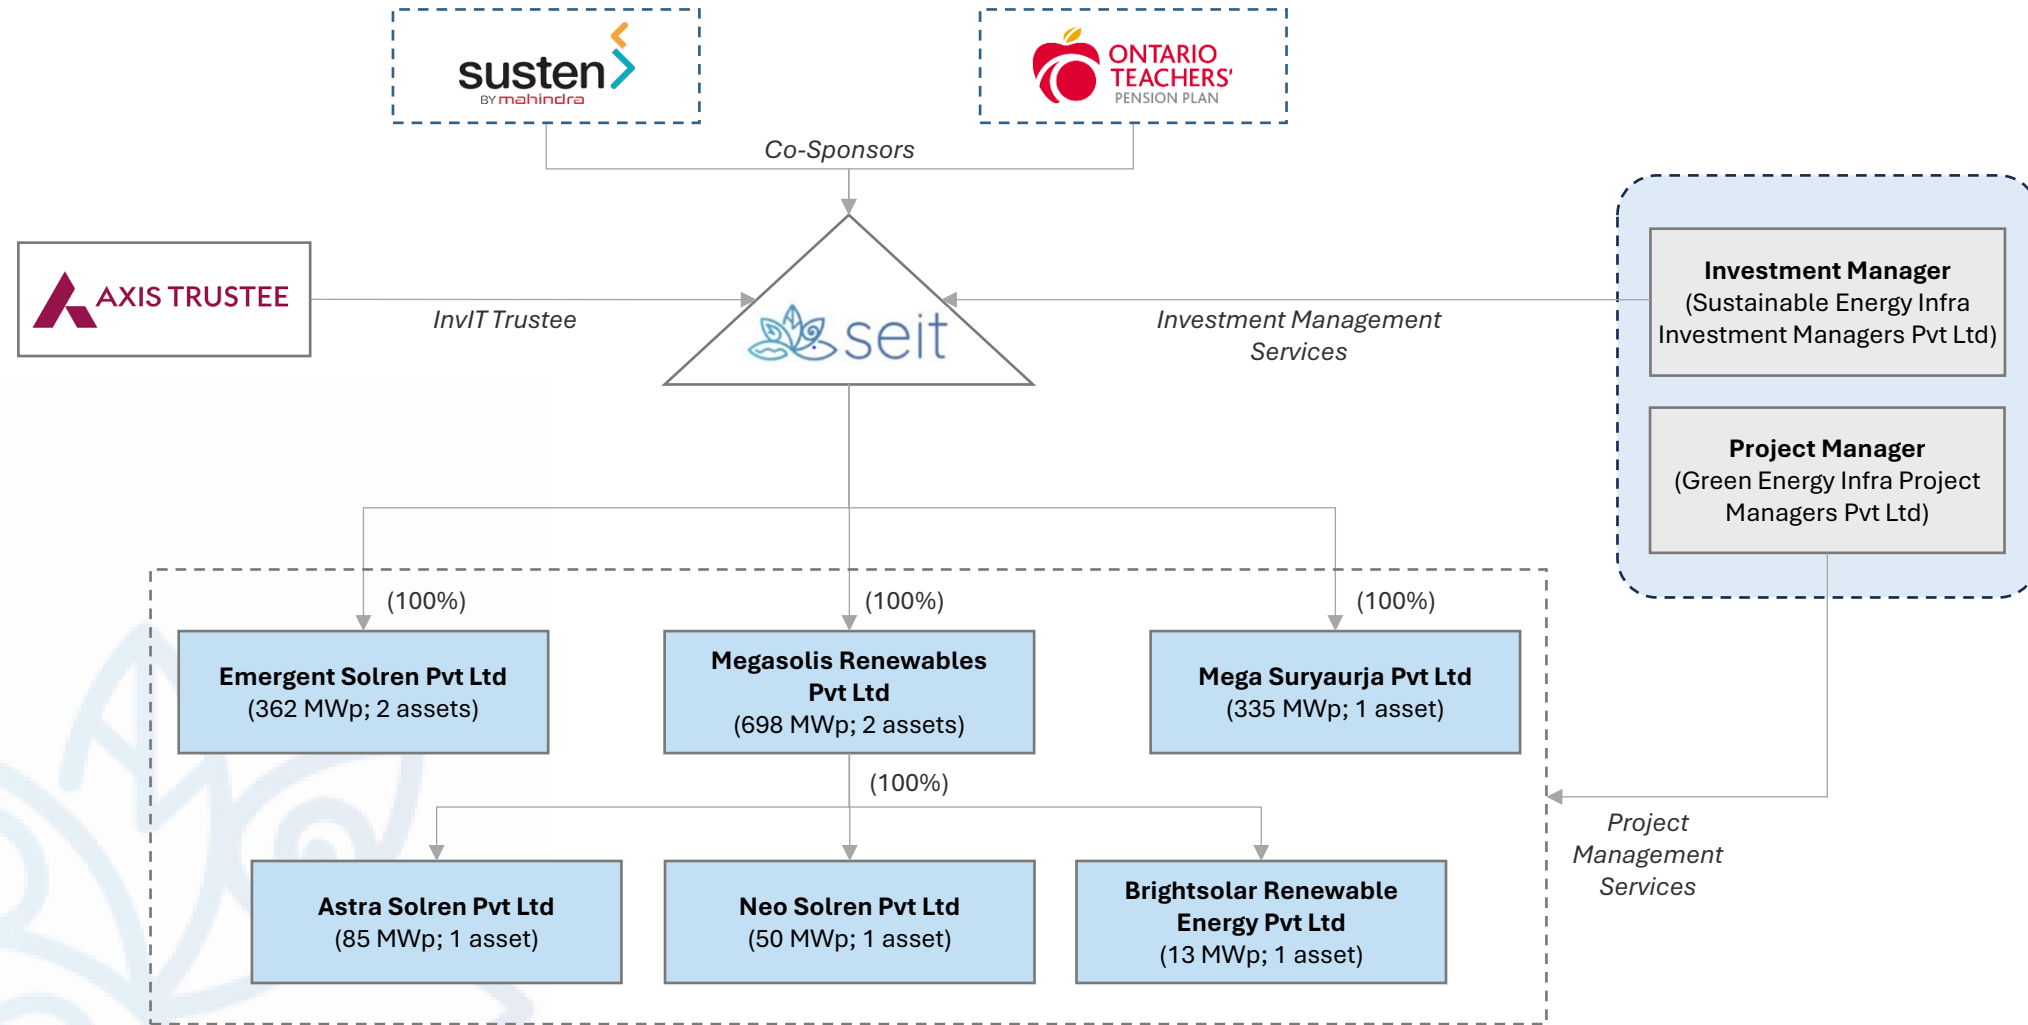 susten
BY mahindra
ONTARIO
TEACHERS'
PENSION PLAN
Co-Sponsors
AXIS TRUSTEE
InvIT Trustee
seit
Investment Management
Services
Investment Manager
(Sustainable Energy Infra
Investment Managers Pvt Ltd)
Project Manager
(Green Energy Infra Project
Managers Pvt Ltd)
(100%)
(100%)
(100%)
Emergent Solren Pvt Ltd
(362 MWp; 2 assets)
Megasolis Renewables
Pvt Ltd
(698 MWp; 2 assets)
Mega Suryaurja Pvt Ltd
(335 MWp; 1 asset)
(100%)
Project
Management
Services
Astra Solren Pvt Ltd
(85 MWp; 1 asset)
Neo Solren Pvt Ltd
(50 MWp; 1 asset)
Brightsolar Renewable
Energy Pvt Ltd
(13 MWp; 1 asset)